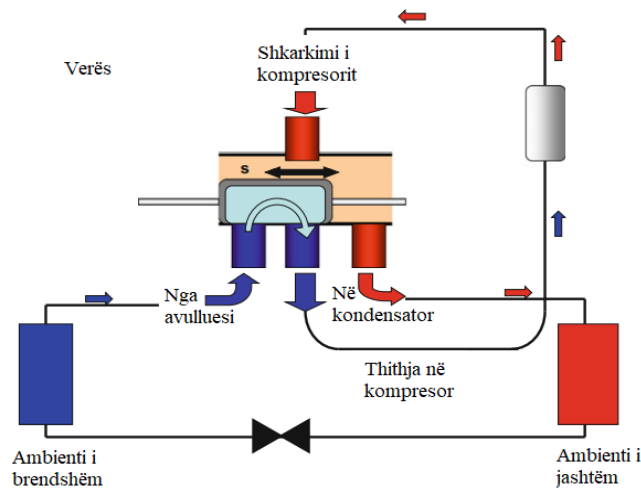 Verës
Shkarkimi i
kompresorit
s
Nga
avulluesi
Në
kondensator
Thithja në
kompresor
Ambienti i
brendshëm
Ambienti i
jashtëm